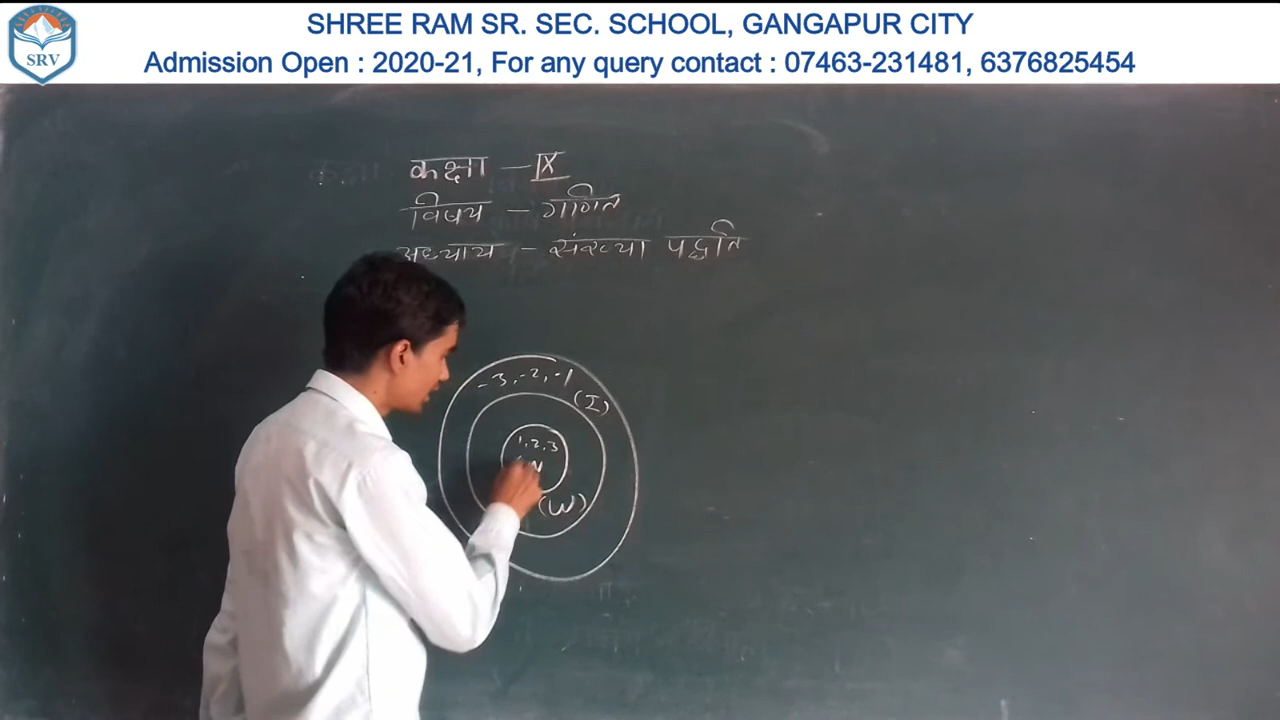 SHREE RAM SR. SEC. SCHOOL, GANGAPUR CITY
Admission Open : 2020-21, For any query contact : 07463-231481, 6376825454
SRV
कक्षा - IX
विषय - गणित
अध्याय - संख्या पद्धति
-3, -2, -1
(I)
1, 2, 3
(N
(W)